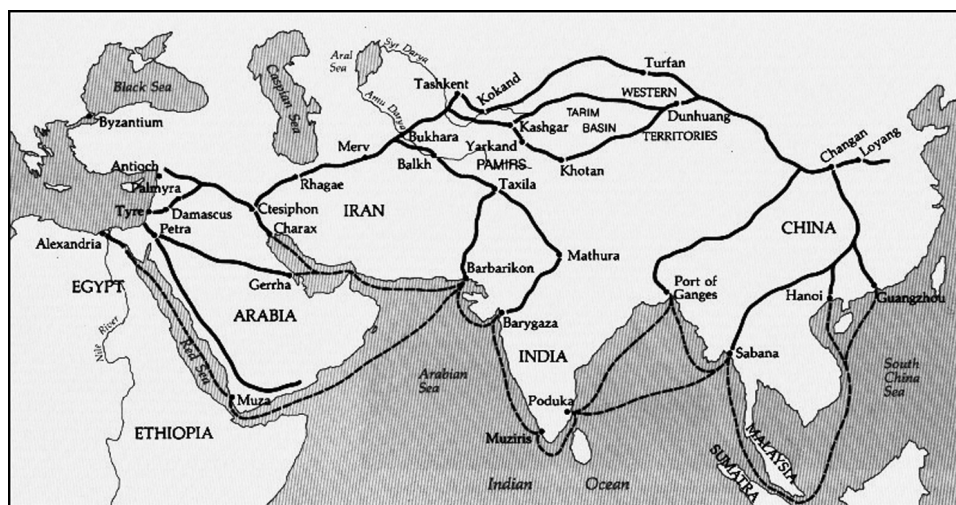 Syr Darya
Aral
Sea
Turfan
Black Sea
Caspian Sea
Tashkent
Kokand
WESTERN
Amu Darya
TARIM
Dunhuang
BASIN
Byzantium
Bukhara
Kashgar
TERRITORIES
Merv
Yarkand
Changan
Loyang
Balkh
PAMIRS
Khotan
Antioch
Palmyra
Rhagae
Taxila
Tyre
Damascus
Ctesiphon
IRAN
Petra
Charax
CHINA
Alexandria
Mathura
Barbarikon
EGYPT
Gerrha
Port of
Ganges
Hanoi
Guangzhou
ARABIA
Barygaza
Nile River
Red Sea
INDIA
Sabana
Arabian
Sea
South
China
Sea
Muza
Poduka
ETHIOPIA
Muziris
MALAYSIA
SUMATRA
Indian Ocean